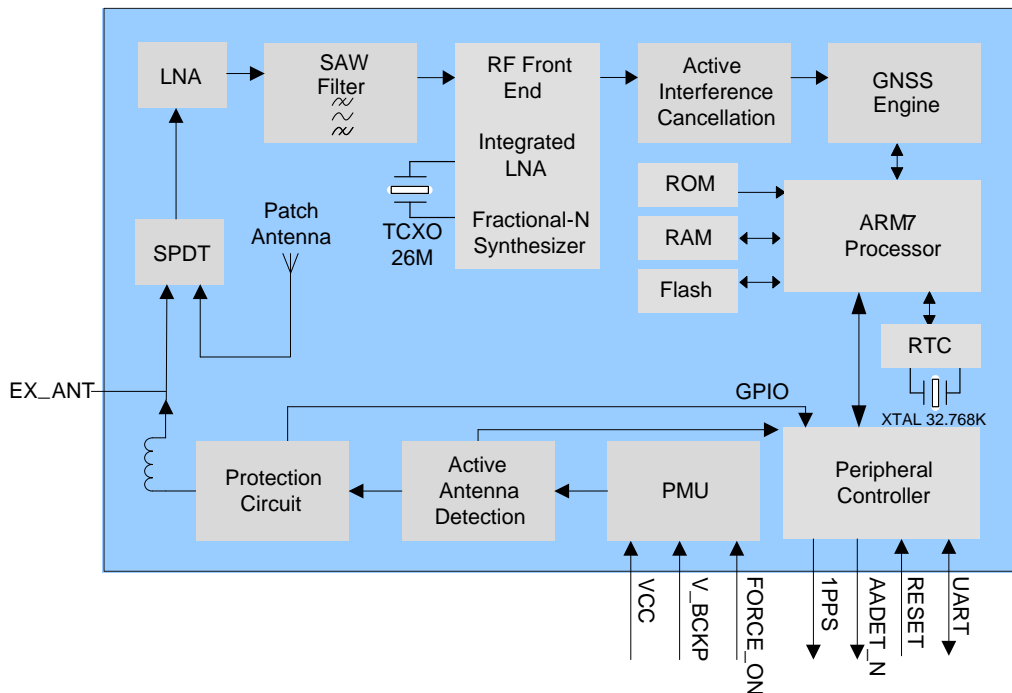 LNA
SAW
Filter
RF Front
End
Integrated
LNA
Fractional-N
Synthesizer
Active
Interference
Cancellation
GNSS
Engine
TCXO
26M
ROM
RAM
Flash
ARM7
Processor
Patch
Antenna
SPDT
RTC
XTAL 32.768K
EX_ANT
GPIO
Protection
Circuit
Active
Antenna
Detection
PMU
Peripheral
Controller
VCC
V_BCKP
FORCE_ON
1PPS
AADET_N
RESET
UART